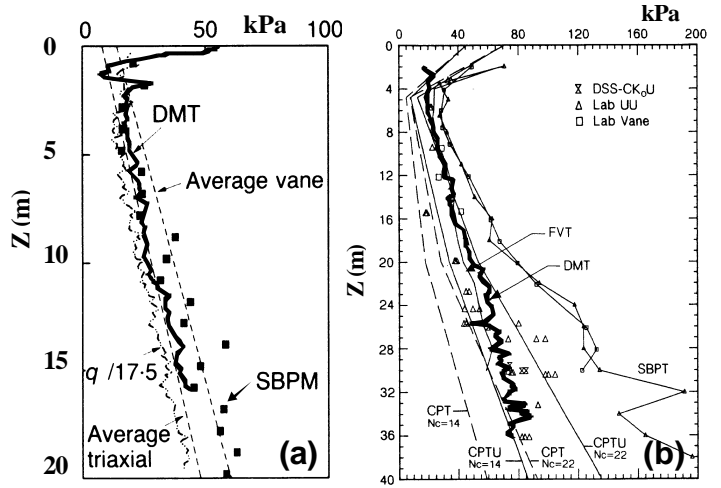 0
50
kPa
100
0
5
10
15
20
Z (m)
DMT
Average vane
q /17·5
SBPM
Average
triaxial
(a)
kPa
0
40
80
120
160
200
0
4
8
12
16
20
24
28
32
36
40
Z (m)
DSS-CK₀U
Lab UU
Lab Vane
FVT
DMT
SBPT
CPT
Nc=14
CPTU
Nc=14
CPT
Nc=22
CPTU
Nc=22
(b)